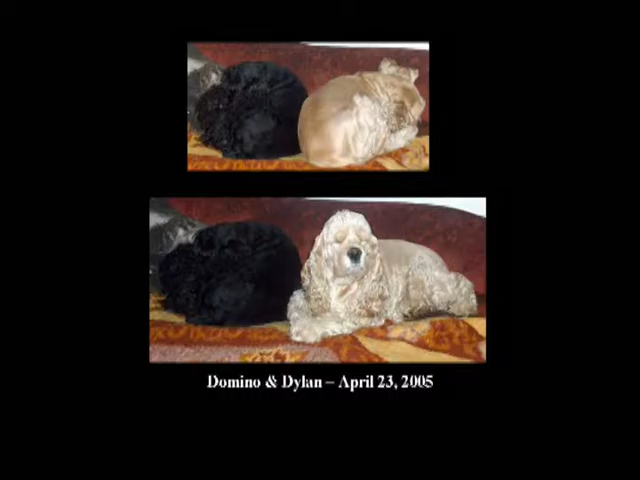 Domino & Dylan – April 23, 2005